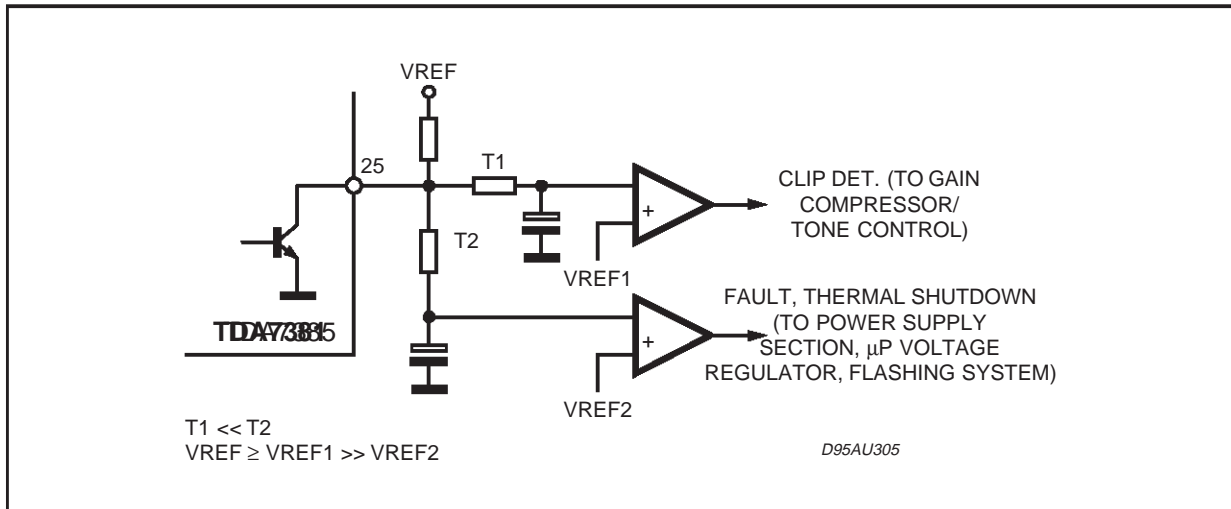 VREF
25
T1
CLIP DET. (TO GAIN
COMPRESSOR/
TONE CONTROL)
+
T2
VREF1
FAULT, THERMAL SHUTDOWN
(TO POWER SUPPLY
SECTION, µP VOLTAGE
REGULATOR, FLASHING SYSTEM)
+
VREF2
T1 << T2
VREF ≥ VREF1 >> VREF2
D95AU305